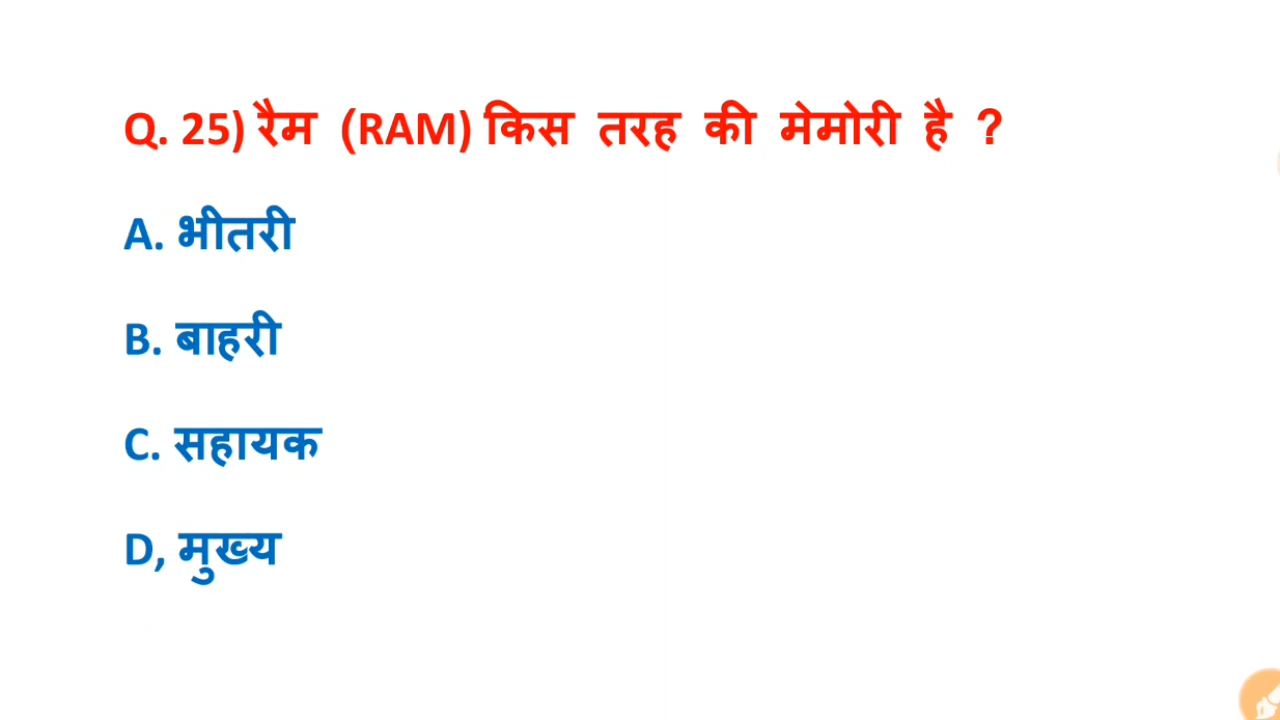 Q. 25) रैम (RAM) किस तरह की मेमोरी है ?
A. भीतरी
B. बाहरी
C. सहायक
D, मुख्य